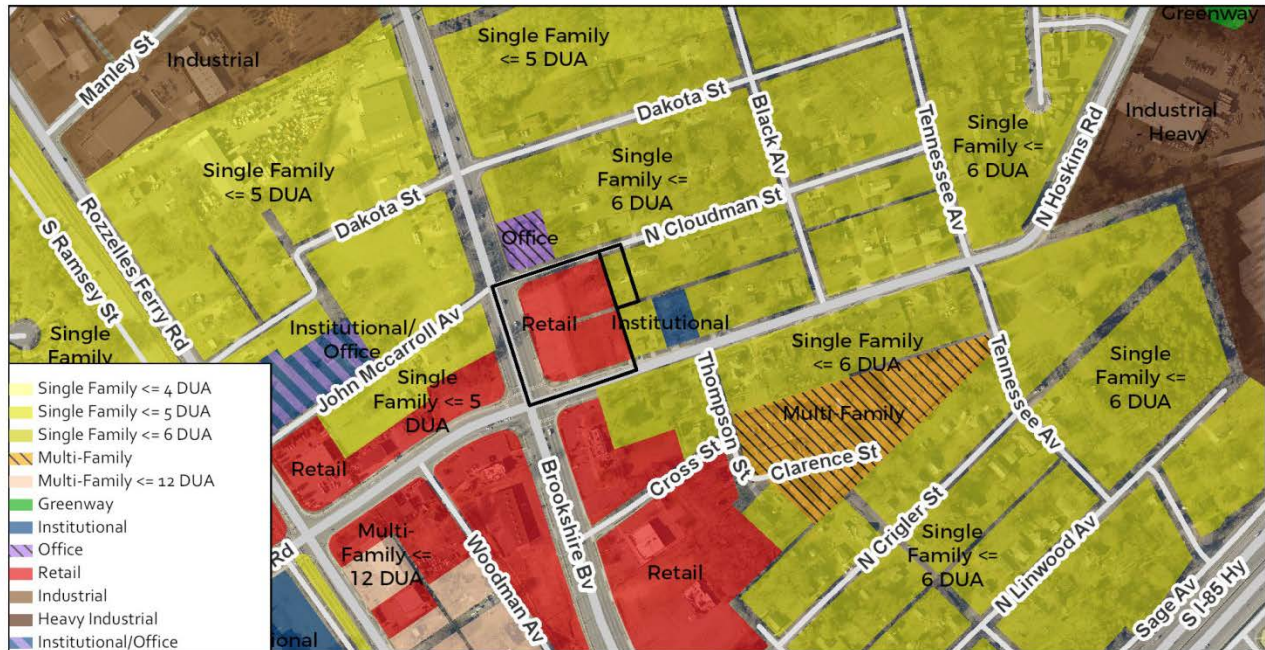 Manley St
Industrial
Single Family
<= 5 DUA
Greenway
Dakota St
Black Av
Tennessee Av
Single
Family <=
6 DUA
N Hoskins Rd
Industrial
- Heavy
Single Family
<= 5 DUA
Single
Family <=
6 DUA
Dakota St
N Cloudman St
S Ramsey St
Rozzelles Ferry Rd
Office
Retail
Institutional
Institutional/
Office
John Mccarroll Av
Single
Family
Single
Family <= 5
DUA
Single Family
<= 6 DUA
Thompson St
Multi-Family
Clarence St
Cross St
Tennessee Av
Single
Family <=
6 DUA
Retail
Brookshire Bv
Woodman Av
Multi-
Family <=
12 DUA
Rd
Retail
N Crigler St
Single
Family <=
6 DUA
N Linwood Av
Sage Av
S I-85 Hy
ional
Single Family <= 4 DUA
Single Family <= 5 DUA
Single Family <= 6 DUA
Multi-Family
Multi-Family <= 12 DUA
Greenway
Institutional
Office
Retail
Industrial
Heavy Industrial
Institutional/Office